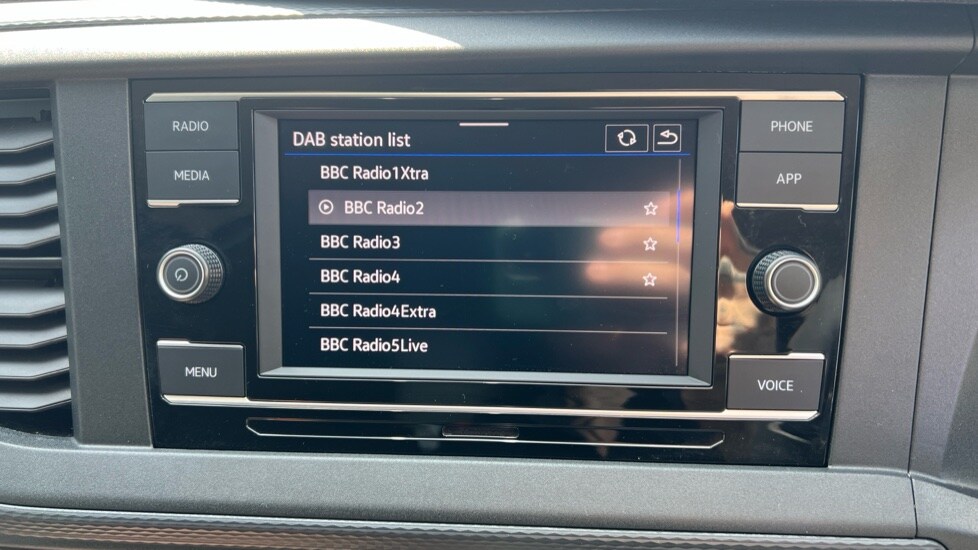 RADIO
MEDIA
MENU
DAB station list
BBC Radio1Xtra
BBC Radio2
BBC Radio3
BBC Radio4
BBC Radio4Extra
BBC Radio5Live
PHONE
APP
VOICE